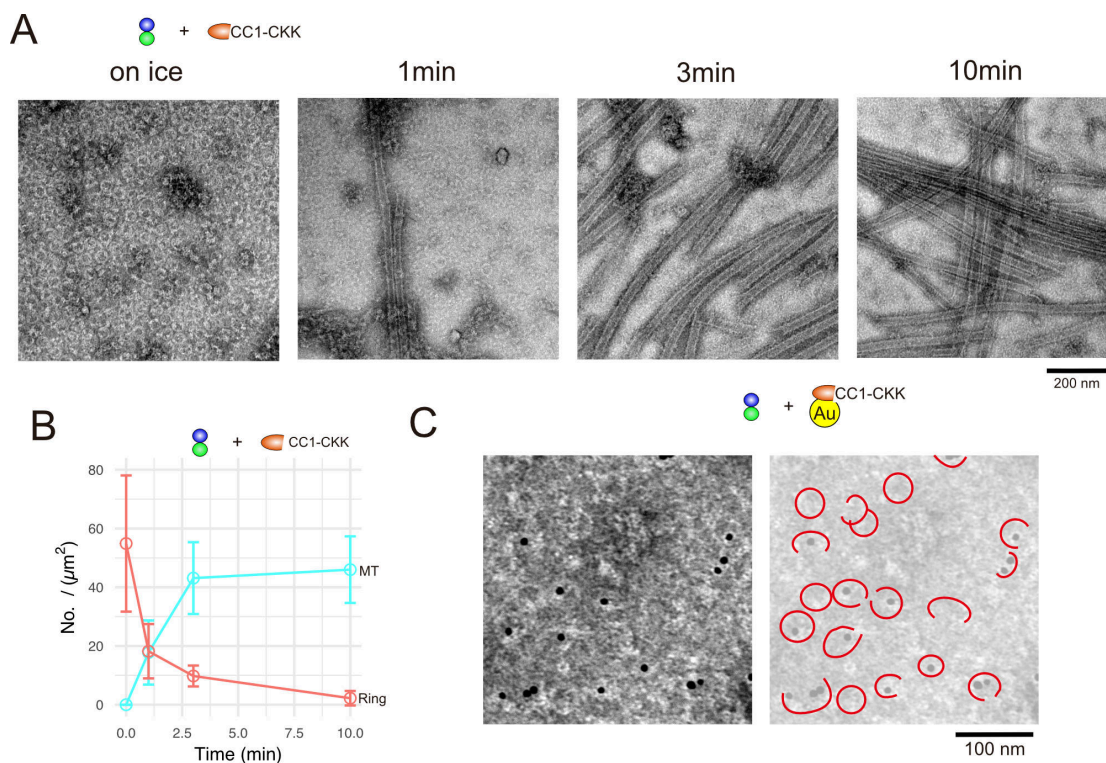 A
+ CC1-CKK
on ice
1min
3min
10min
200 nm
B
+ CC1-CKK
80
60
40
20
0
No. / (µm²)
MT
Ring
0.0
2.5
5.0
7.5
10.0
Time (min)
C
+ CC1-CKK
Au
100 nm